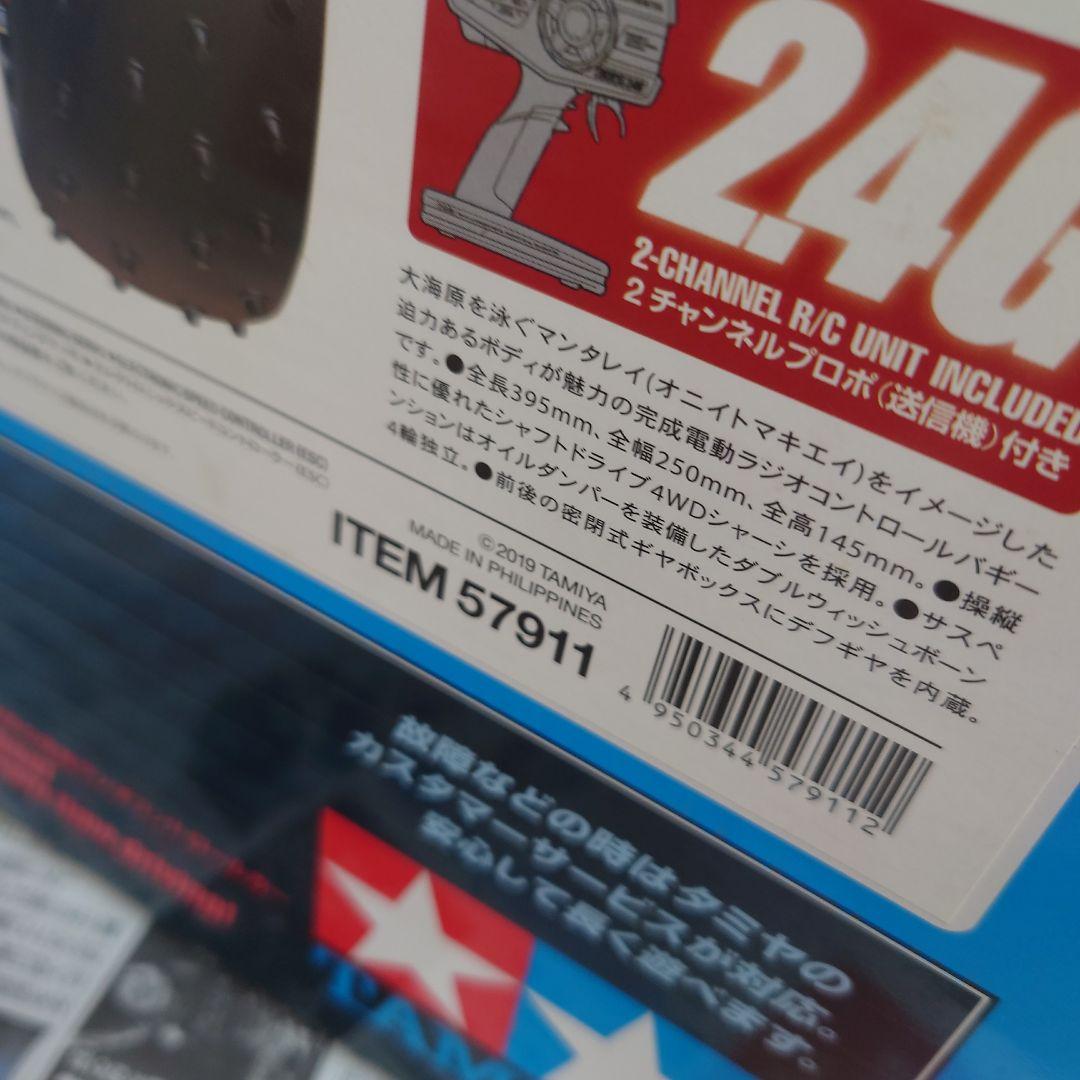 2.4G
2-CHANNEL R/C UNIT INCLUDED
2チャンネルプロポ(送信機)付き
大海原を泳ぐマンタレイ(オニイトマキエイ)をイメージした
迫力あるボディが魅力の完成電動ラジオコントロールバギー
です。●全長395mm、全幅250mm、全高145mm。●操縦
性に優れたシャフトドライブ4WDシャーシを採用。●サスペ
ンションはオイルダンパーを装備したダブルウィッシュボーン
4輪独立。●前後の密閉式ギヤボックスにデフギヤを内蔵。
©2019 TAMIYA
MADE IN PHILIPPINES
ITEM 57911
4 950344 579112
故障などの時はタミヤの
カスタマーサービスが対応。
安心して長く遊べます。